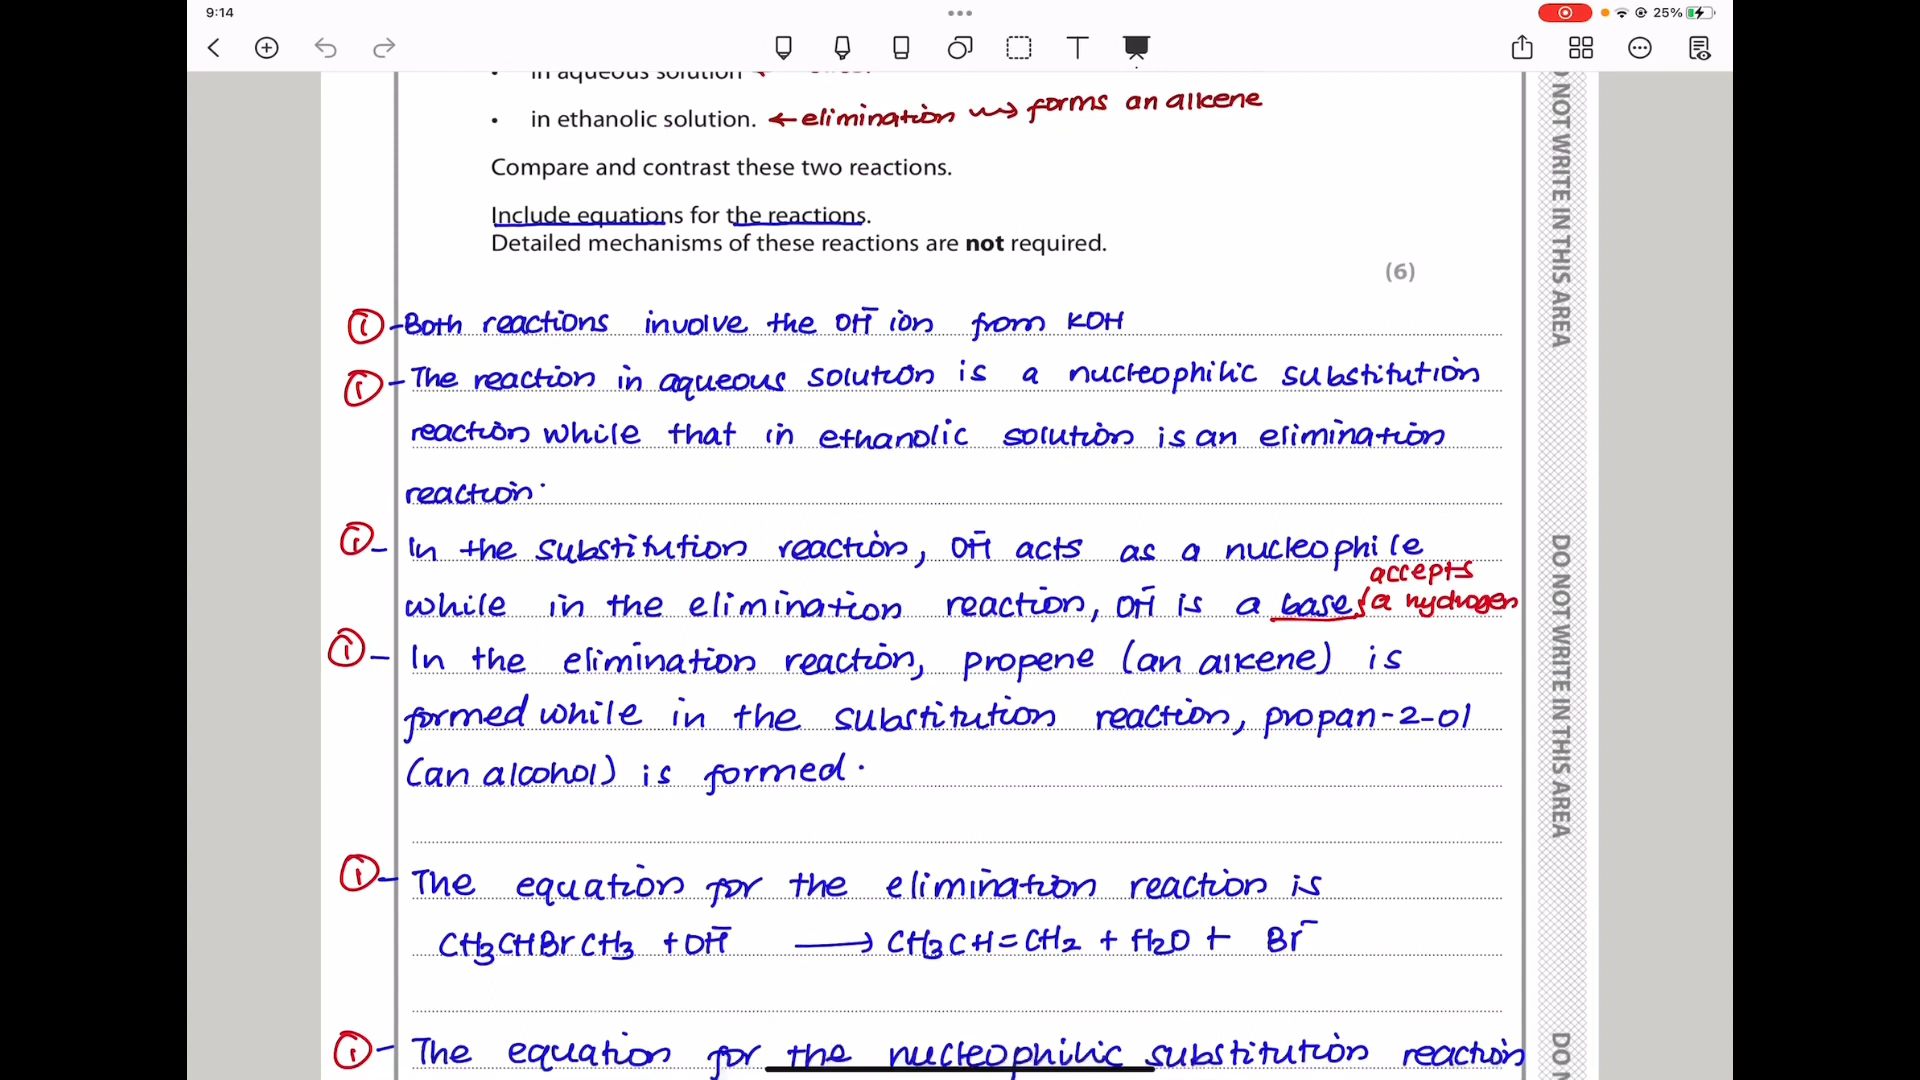 9:14
25%
• in aqueous solution ←
• in ethanolic solution. ← elimination → forms an alkene
Compare and contrast these two reactions.
Include equations for the reactions.
Detailed mechanisms of these reactions are not required.
(6)
① - Both reactions involve the OH⁻ ion from KOH
① - The reaction in aqueous solution is a nucleophilic substitution
reaction while that in ethanolic solution is an elimination
reaction.
① - In the substitution reaction, OH⁻ acts as a nucleophile
accepts
while in the elimination reaction, OH⁻ is a base { a hydrogen
① - In the elimination reaction, propene (an alkene) is
formed while in the substitution reaction, propan-2-ol
(an alcohol) is formed.
① - The equation for the elimination reaction is
CH3CHBrCH3 + OH⁻ → CH3CH=CH2 + H2O + Br⁻
① - The equation for the nucleophilic substitution reaction
NOT WRITE IN THIS AREA
DO NOT WRITE IN THIS AREA
DO